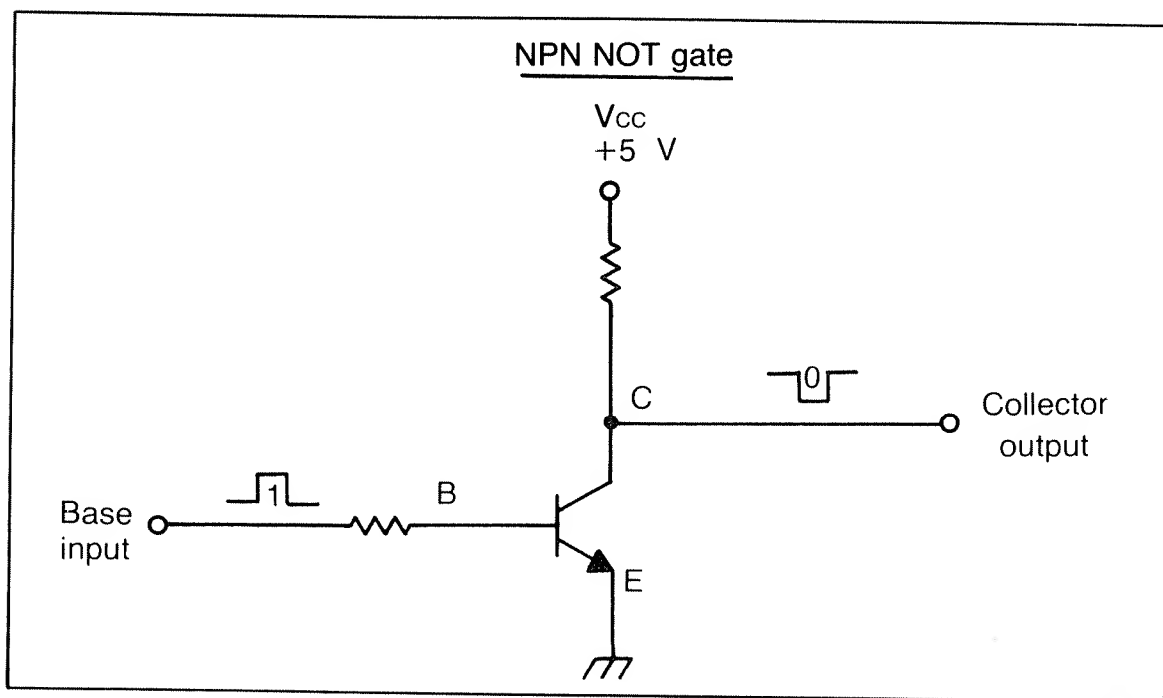 NPN NOT gate
VCC
+5 V
C
0
Collector
output
1
B
Base
input
E